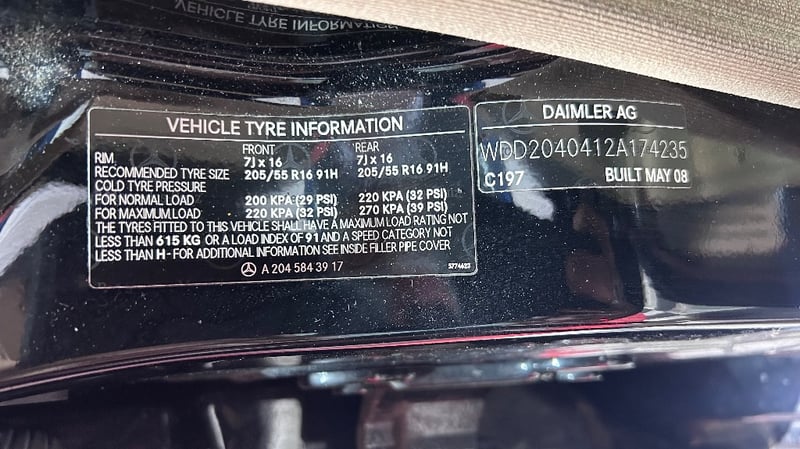 VEHICLE TYRE INFORMATION
VEHICLE TYRE INFORMATION
FRONT REAR
RIM. 7J x 16 7J x 16
RECOMMENDED TYRE SIZE 205/55 R16 91H 205/55 R16 91H
COLD TYRE PRESSURE
FOR NORMAL LOAD 200 KPA (29 PSI) 220 KPA (32 PSI)
FOR MAXIMUM LOAD 220 KPA (32 PSI) 270 KPA (39 PSI)
THE TYRES FITTED TO THIS VEHICLE SHALL HAVE A MAXIMUM LOAD RATING NOT
LESS THAN 615 KG OR A LOAD INDEX OF 91 AND A SPEED CATEGORY NOT
LESS THAN H- FOR ADDITIONAL INFORMATION SEE INSIDE FILLER PIPE COVER
A 204 584 39 17
DAIMLER AG
WDD2040412A174235
C197 BUILT MAY 08